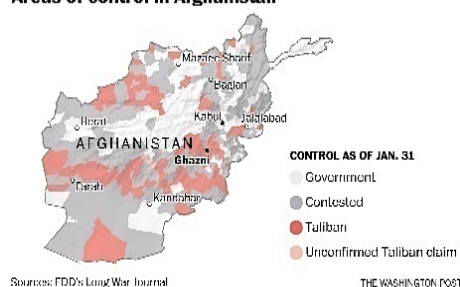 Areas of control in Afghanistan
Mazar-e Sharif
Baglan
Kabul
Jalalabad
Herat
AFGHANISTAN
Ghazni
Farah
Kandahar
CONTROL AS OF JAN. 31
Government
Contested
Taliban
Unconfirmed Taliban claim
Sources: FDD's Long War Journal
THE WASHINGTON POST